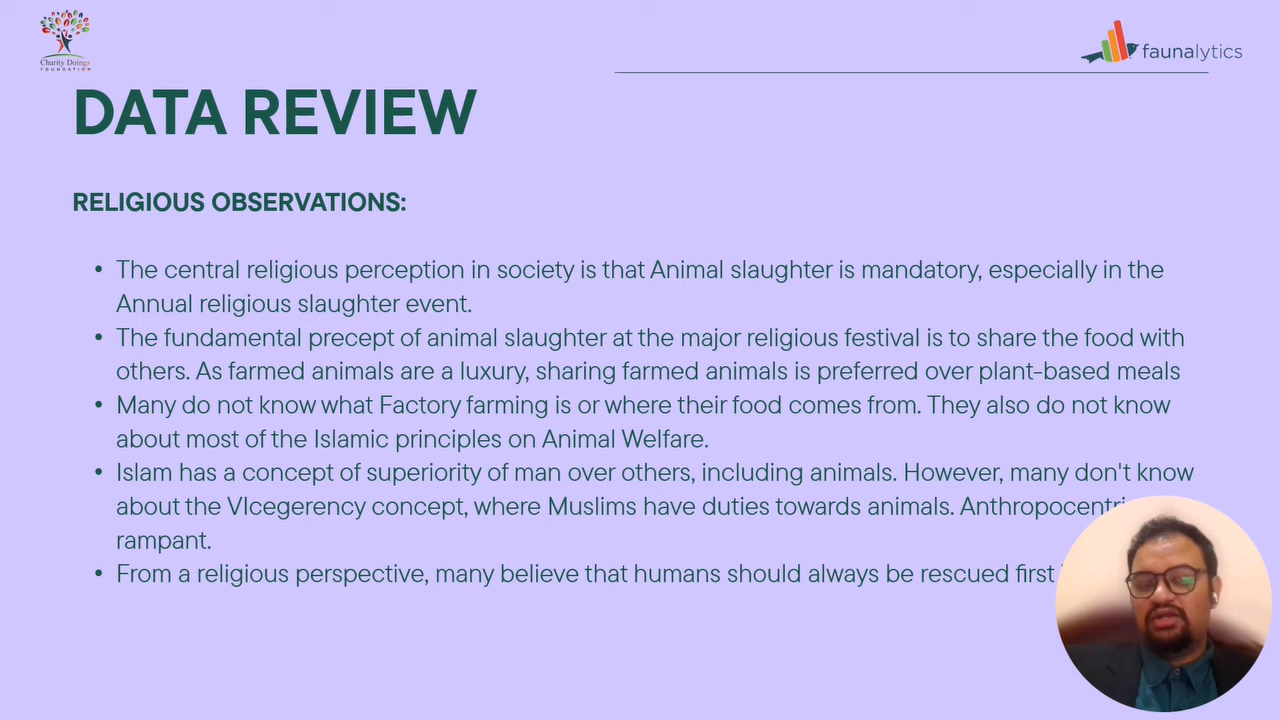 Charity Doings
FOUNDATION
faunalytics
DATA REVIEW
RELIGIOUS OBSERVATIONS:
• The central religious perception in society is that Animal slaughter is mandatory, especially in the
Annual religious slaughter event.
• The fundamental precept of animal slaughter at the major religious festival is to share the food with
others. As farmed animals are a luxury, sharing farmed animals is preferred over plant-based meals
• Many do not know what Factory farming is or where their food comes from. They also do not know
about most of the Islamic principles on Animal Welfare.
• Islam has a concept of superiority of man over others, including animals. However, many don't know
about the VIcegerency concept, where Muslims have duties towards animals.
rampant.
• From a religious perspective, many believe that humans should always be rescued first